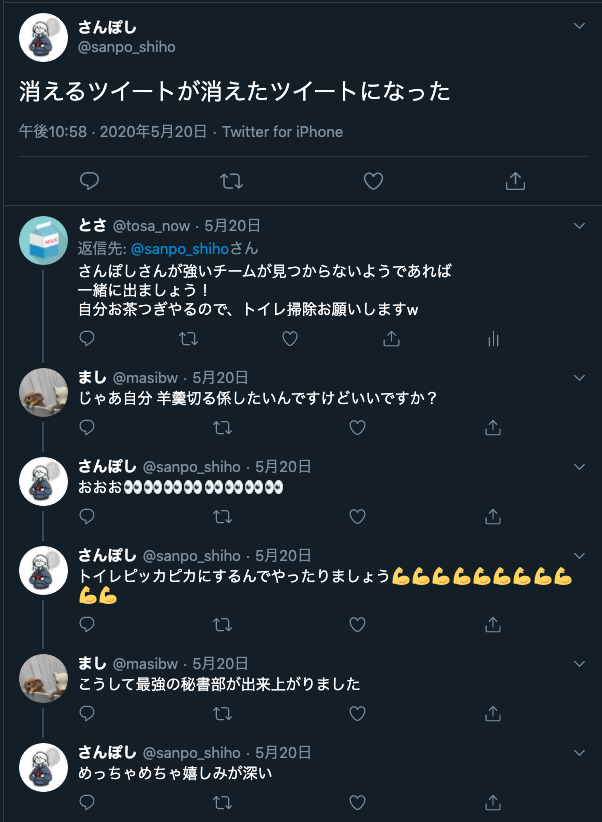 さんぽし
@sanpo_shiho
消えるツイートが消えたツイートになった
午後10:58 · 2020年5月20日 · Twitter for iPhone
とさ @tosa_now · 5月20日
返信先: @sanpo_shihoさん
さんぽしさんが強いチームが見つからないようであれば
一緒に出ましょう！
自分お茶つぎやるので、トイレ掃除お願いしますw
まし @masibw · 5月20日
じゃあ自分 羊羹切る係したいんですけどいいですか？
さんぽし @sanpo_shiho · 5月20日
おおお👀👀👀👀👀👀👀👀
さんぽし @sanpo_shiho · 5月20日
トイレピッカピカにするんでやったりましょう💪💪💪💪💪💪💪💪💪
💪💪
まし @masibw · 5月20日
こうして最強の秘書部が出来上がりました
さんぽし @sanpo_shiho · 5月20日
めっちゃめちゃ嬉しみが深い